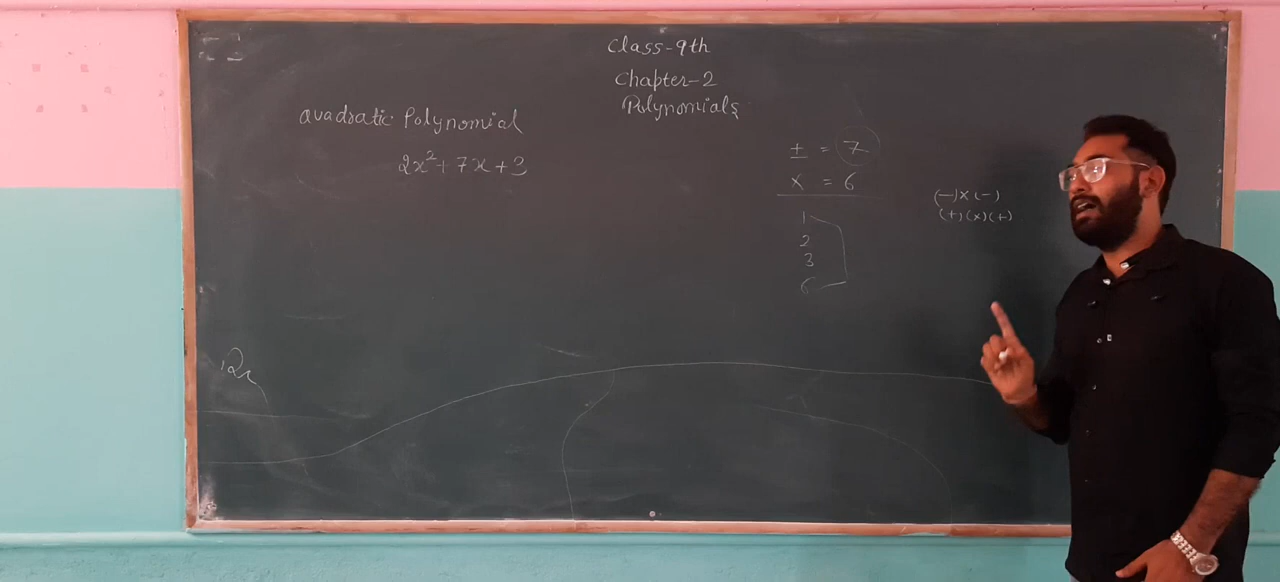 Class-9th
Chapter-2
Polynomials
Quadratic Polynomial
2x²+7x+3
± = 7
x = 6
1
2
3
6
(-)x(-)
(+)(x)(+)